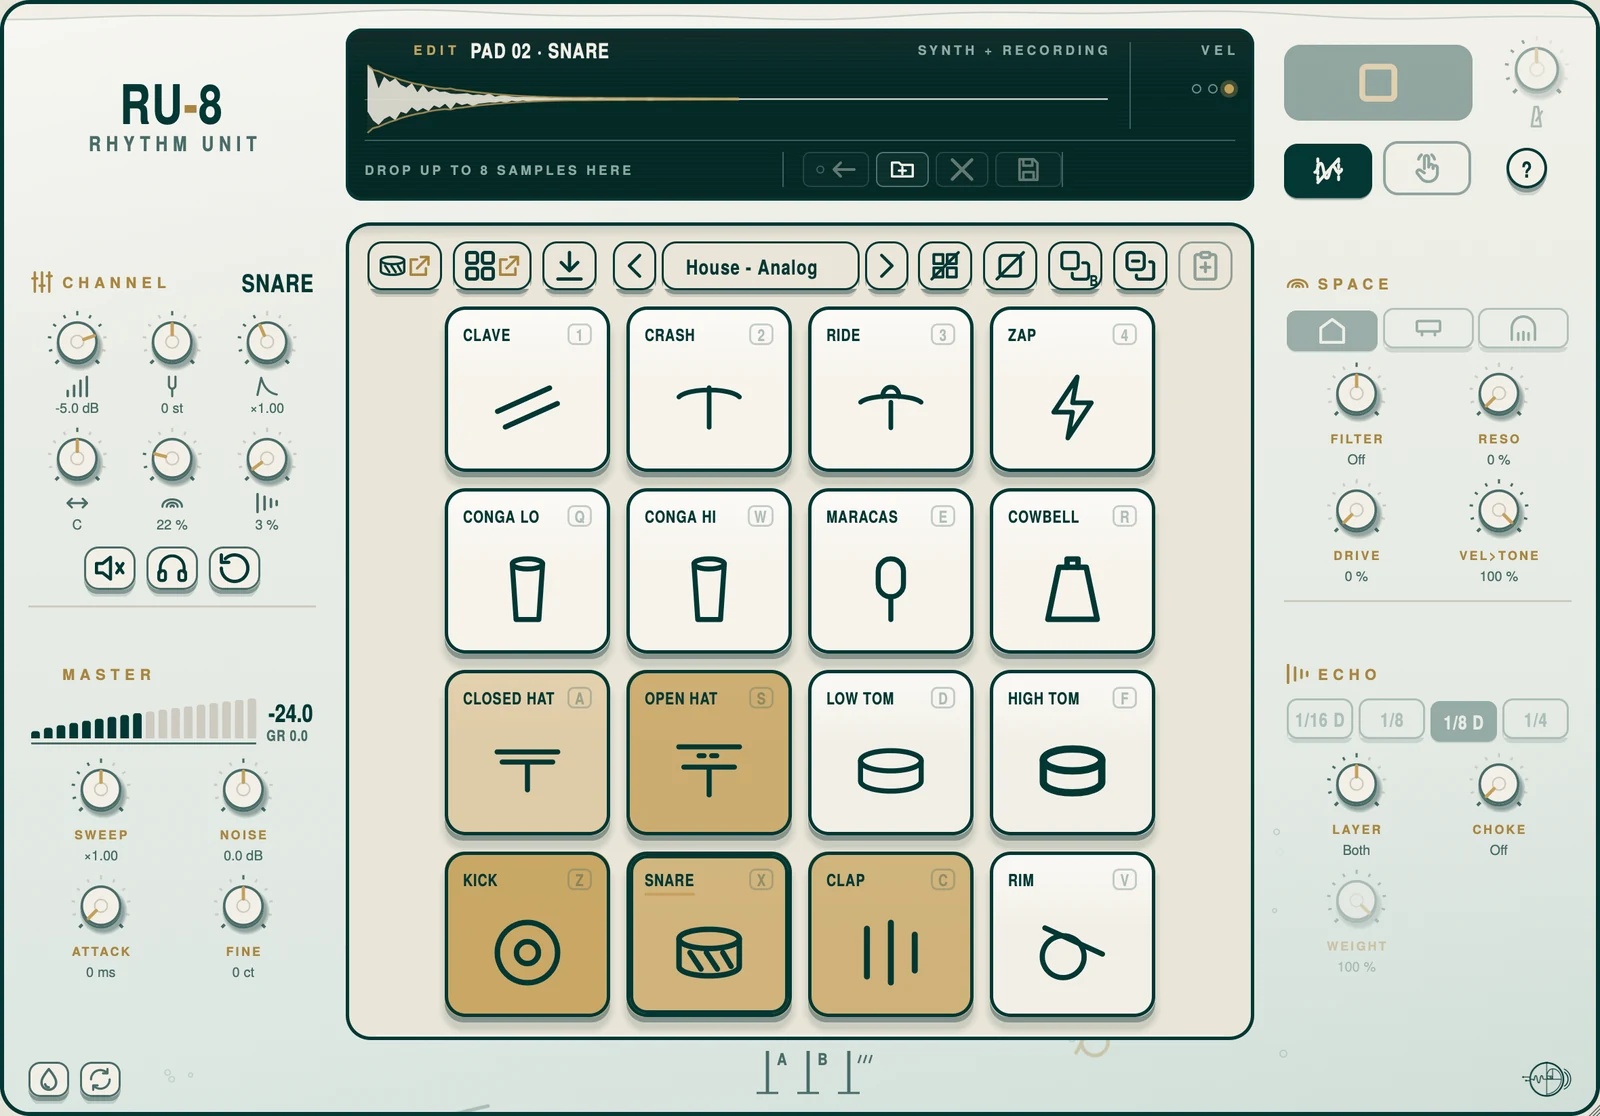 EDIT PAD 02 · SNARE
SYNTH + RECORDING
VEL
DROP UP TO 8 SAMPLES HERE
RU-8
RHYTHM UNIT
?
CHANNEL SNARE
-5.0 dB
0 st
×1.00
C
22 %
3 %
MASTER
-24.0
GR 0.0
SWEEP
×1.00
NOISE
0.0 dB
ATTACK
0 ms
FINE
0 ct
House - Analog
B
CLAVE 1
CRASH 2
RIDE 3
ZAP 4
CONGA LO Q
CONGA HI W
MARACAS E
COWBELL R
CLOSED HAT A
OPEN HAT S
LOW TOM D
HIGH TOM F
KICK Z
SNARE X
CLAP C
RIM V
A
B
///
SPACE
FILTER
Off
RESO
0 %
DRIVE
0 %
VEL>TONE
100 %
ECHO
1/16 D
1/8
1/8 D
1/4
LAYER
Both
CHOKE
Off
WEIGHT
100 %